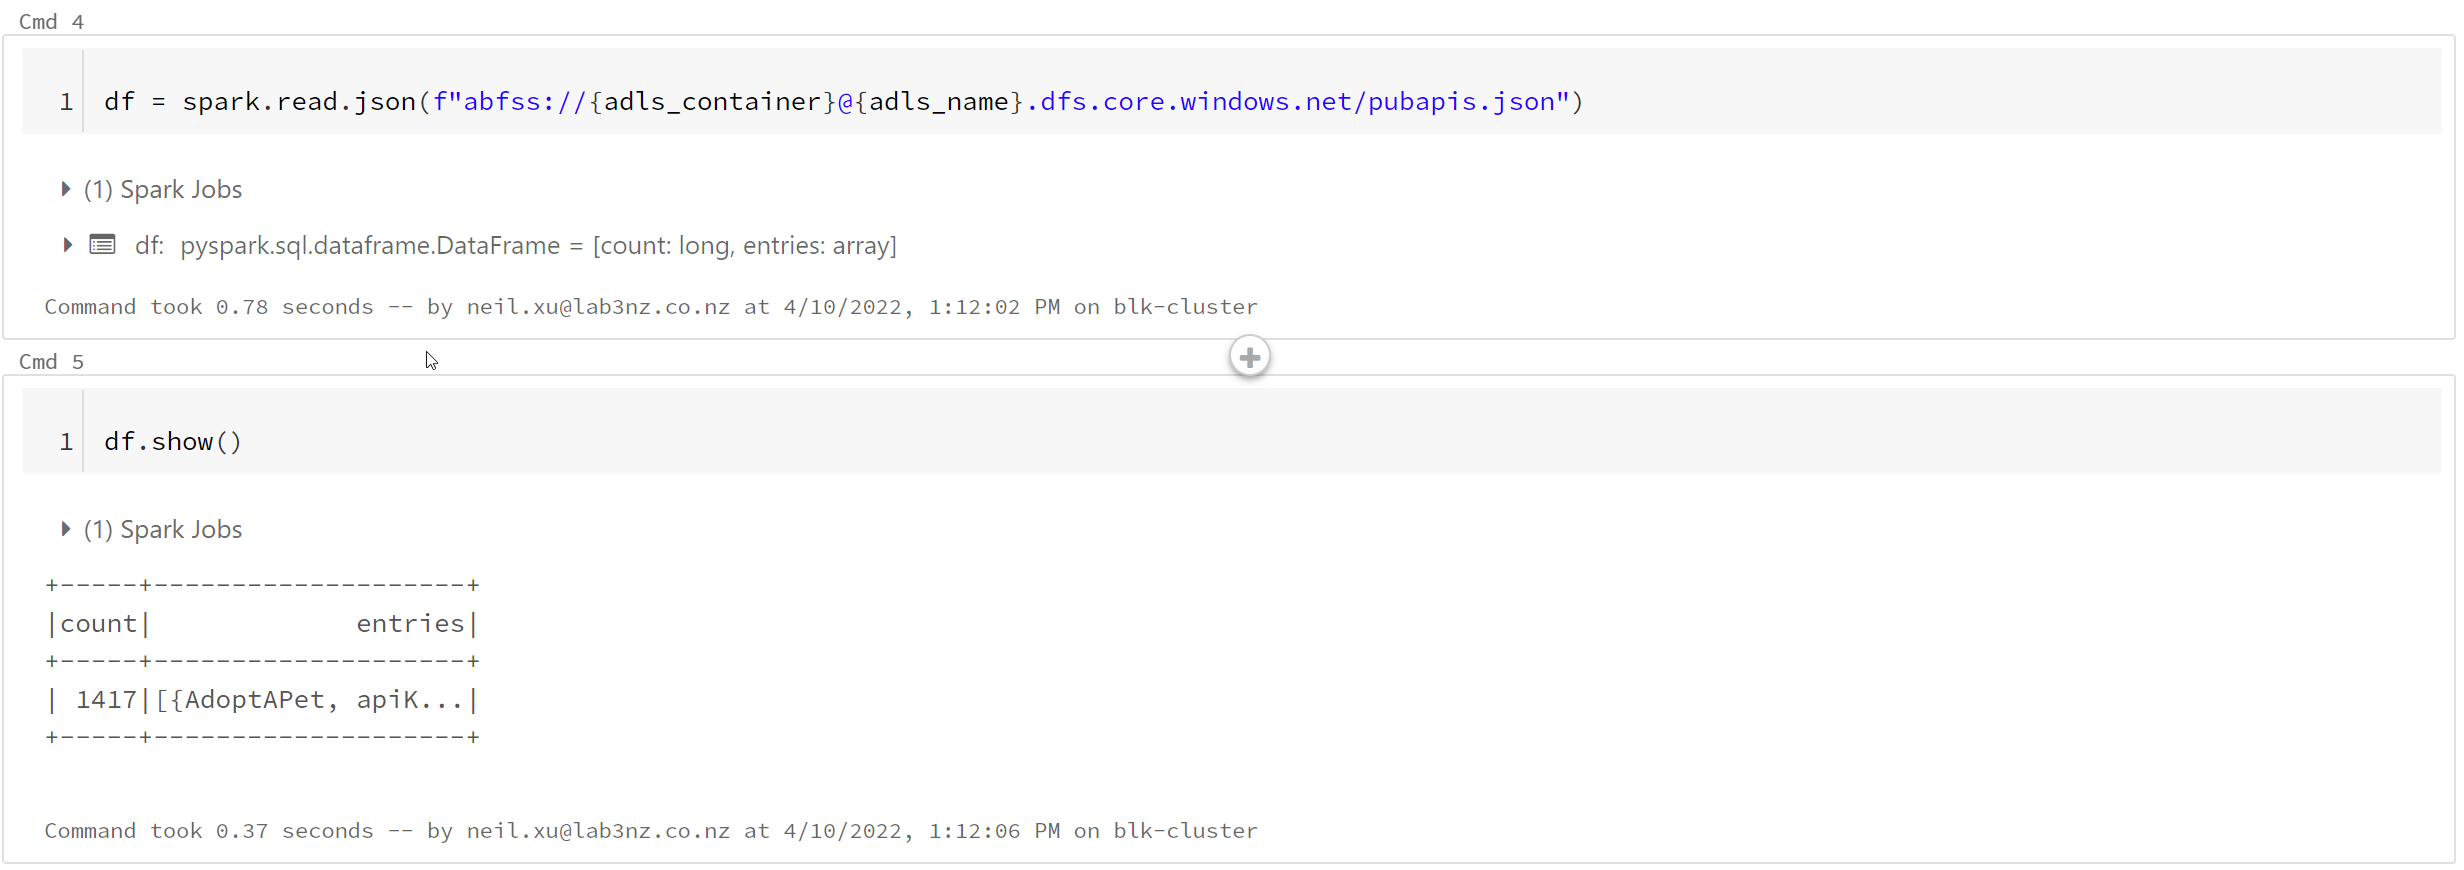 Cmd 4
1 df = spark.read.json(f"abfss://{adls_container}@{adls_name}.dfs.core.windows.net/pubapis.json")
(1) Spark Jobs
df: pyspark.sql.dataframe.DataFrame = [count: long, entries: array]
Command took 0.78 seconds -- by neil.xu@lab3nz.co.nz at 4/10/2022, 1:12:02 PM on blk-cluster
Cmd 5
1 df.show()
(1) Spark Jobs
+-----+--------------------+
|count|             entries|
+-----+--------------------+
| 1417|[{AdoptAPet, apiK...|
+-----+--------------------+
Command took 0.37 seconds -- by neil.xu@lab3nz.co.nz at 4/10/2022, 1:12:06 PM on blk-cluster